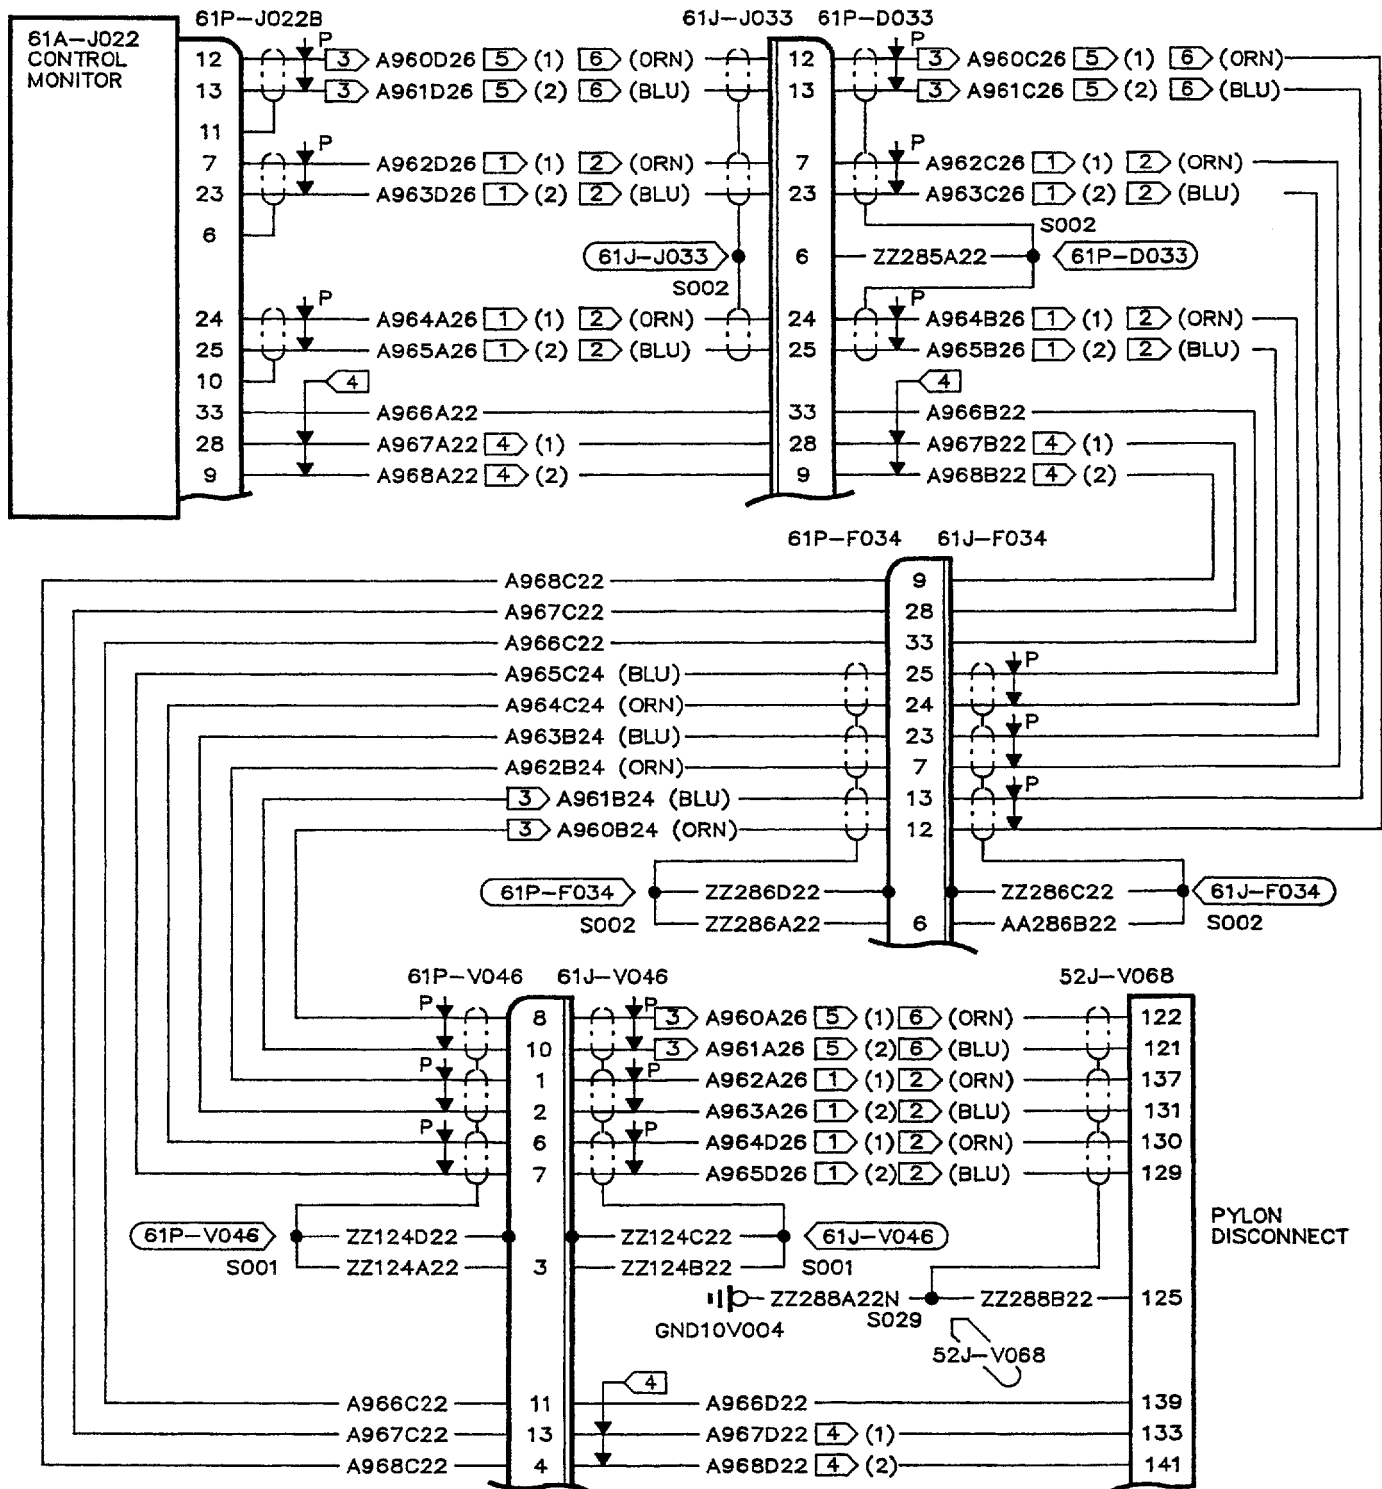 61P-J022B 61J-J033 61P-D033
61A-J022
CONTROL
MONITOR
12 P 3 A960D26 5 (1) 6 (ORN) 12 P 3 A960C26 5 (1) 6 (ORN)
13 3 A961D26 5 (2) 6 (BLU) 13 3 A961C26 5 (2) 6 (BLU)
11
7 P A962D26 1 (1) 2 (ORN) 7 P A962C26 1 (1) 2 (ORN)
23 A963D26 1 (2) 2 (BLU) 23 A963C26 1 (2) 2 (BLU)
6 S002
61J-J033 6 ZZ285A22 61P-D033
S002
24 P A964A26 1 (1) 2 (ORN) 24 P A964B26 1 (1) 2 (ORN)
25 A965A26 1 (2) 2 (BLU) 25 A965B26 1 (2) 2 (BLU)
10 4 4
33 A966A22 33 A966B22
28 A967A22 4 (1) 28 A967B22 4 (1)
9 A968A22 4 (2) 9 A968B22 4 (2)
61P-F034 61J-F034
A968C22 9
A967C22 28
A966C22 33
A965C24 (BLU) 25 P
A964C24 (ORN) 24
A963B24 (BLU) 23 P
A962B24 (ORN) 7
3 A961B24 (BLU) 13 P
3 A960B24 (ORN) 12
61P-F034 ZZ286D22 ZZ286C22 61J-F034
S002 ZZ286A22 6 AA286B22 S002
61P-V046 61J-V046 52J-V068
P 8 P 3 A960A26 5 (1) 6 (ORN) 122
10 3 A961A26 5 (2) 6 (BLU) 121
P 1 P A962A26 1 (1) 2 (ORN) 137
2 A963A26 1 (2) 2 (BLU) 131
P 6 P A964D26 1 (1) 2 (ORN) 130
7 A965D26 1 (2) 2 (BLU) 129
PYLON
DISCONNECT
61P-V046 ZZ124D22 ZZ124C22 61J-V046
S001 ZZ124A22 3 ZZ124B22 S001
ZZ288A22N ZZ288B22 125
GND10V004 S029
52J-V068
4
A966C22 11 A966D22 139
A967C22 13 A967D22 4 (1) 133
A968C22 4 A968D22 4 (2) 141